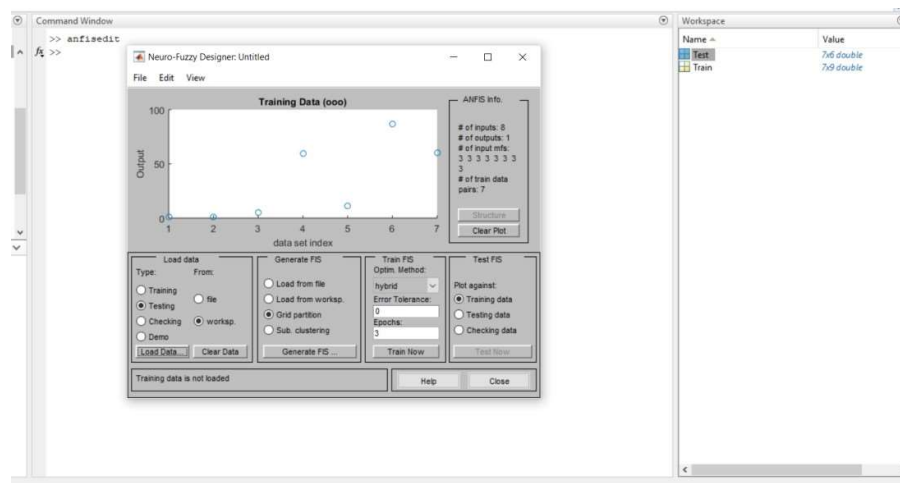 Command Window
>> anfisedit
fx >>
Neuro-Fuzzy Designer: Untitled
File Edit View
Training Data (ooo)
100
50
0
Output
1 2 3 4 5 6 7
data set index
ANFIS Info.
# of inputs: 8
# of outputs: 1
# of input mfs:
3 3 3 3 3 3 3
3
# of train data
pairs: 7
Structure
Clear Plot
Load data
Type: From:
Training
Testing
Checking
Demo
file
worksp.
Load Data...
Clear Data
Generate FIS
Load from file
Load from worksp.
Grid partition
Sub. clustering
Generate FIS ...
Train FIS
Optim. Method:
hybrid
Error Tolerance:
0
Epochs:
3
Train Now
Test FIS
Plot against:
Training data
Testing data
Checking data
Test Now
Training data is not loaded
Help
Close
Workspace
Name Value
Test 7x6 double
Train 7x9 double